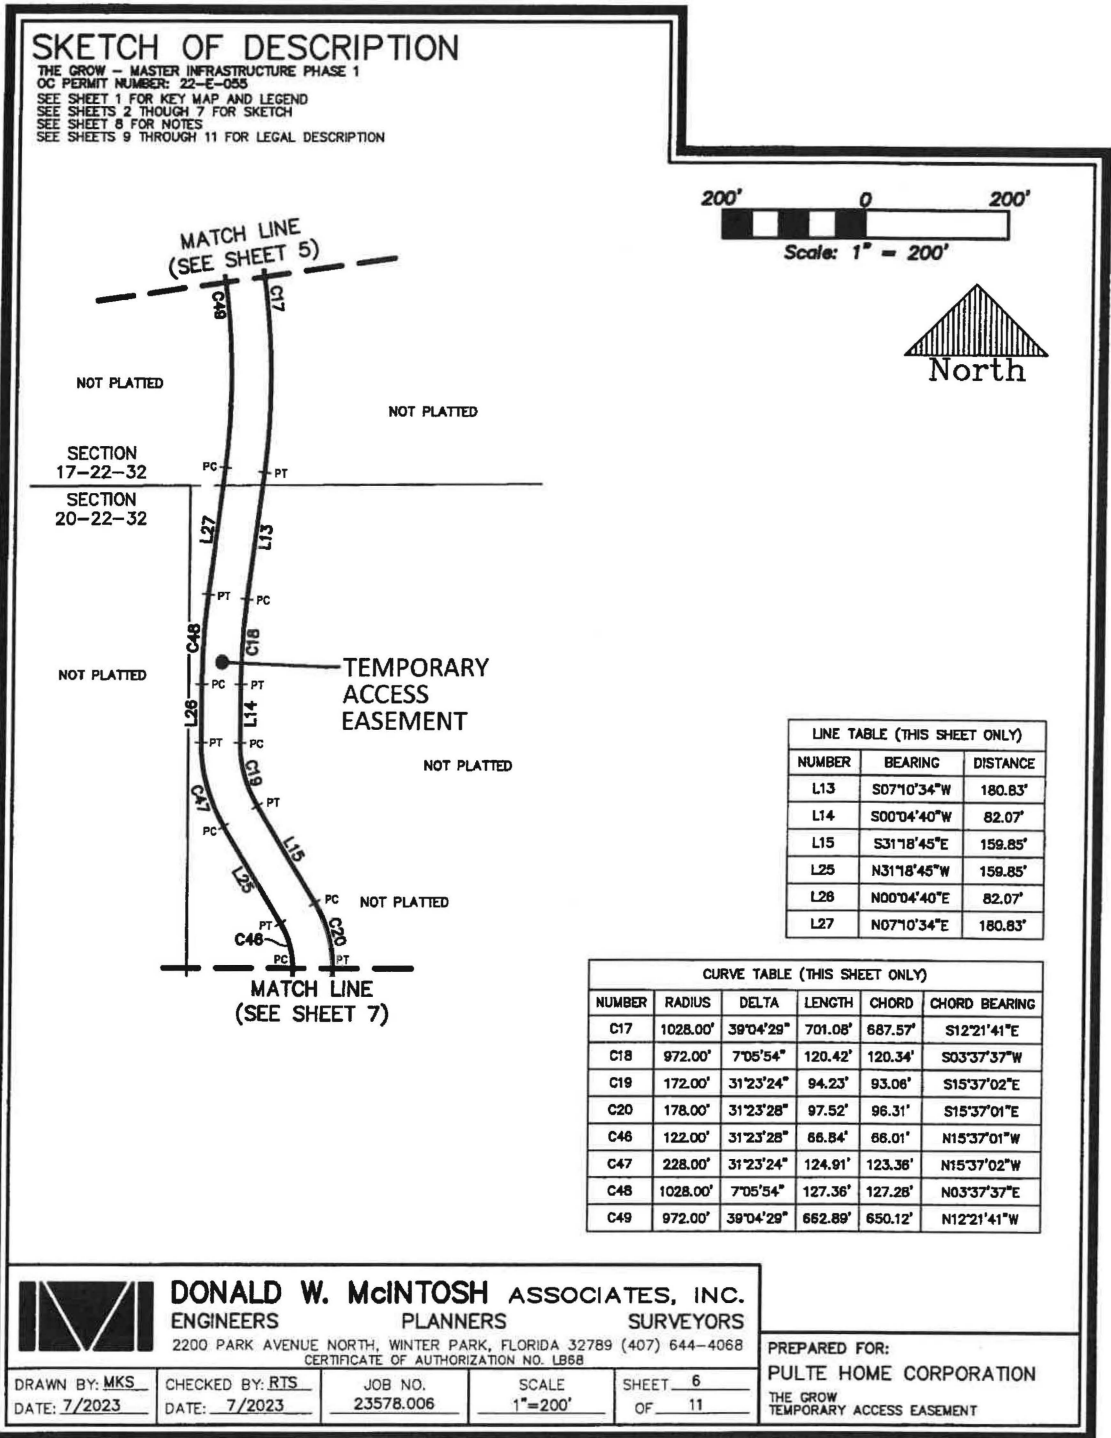 SKETCH OF DESCRIPTION
THE GROW - MASTER INFRASTRUCTURE PHASE 1
OC PERMIT NUMBER: 22-E-055
SEE SHEET 1 FOR KEY MAP AND LEGEND
SEE SHEETS 2 THOUGH 7 FOR SKETCH
SEE SHEET 8 FOR NOTES
SEE SHEETS 9 THROUGH 11 FOR LEGAL DESCRIPTION
200' 0 200'
Scale: 1" = 200'
North
MATCH LINE
(SEE SHEET 5)
C49 C17
NOT PLATTED
NOT PLATTED
SECTION
17-22-32
PC PT
SECTION
20-22-32
L27 L13
PT PC
C48 C18
NOT PLATTED
TEMPORARY
ACCESS
EASEMENT
PC PT
L26 L14
PT PC
NOT PLATTED
C47 C19
PT
PC
L15
L25
PC
NOT PLATTED
PT
C20
C46
PC PT
MATCH LINE
(SEE SHEET 7)
LINE TABLE (THIS SHEET ONLY)
NUMBER BEARING DISTANCE
L13 S07°10'34"W 180.83'
L14 S00°04'40"W 82.07'
L15 S31°18'45"E 159.85'
L25 N31°18'45"W 159.85'
L26 N00°04'40"E 82.07'
L27 N07°10'34"E 180.83'
CURVE TABLE (THIS SHEET ONLY)
NUMBER RADIUS DELTA LENGTH CHORD CHORD BEARING
C17 1028.00' 39°04'29" 701.08' 687.57' S12°21'41"E
C18 972.00' 7°05'54" 120.42' 120.34' S03°37'37"W
C19 172.00' 31°23'24" 94.23' 93.06' S15°37'02"E
C20 178.00' 31°23'28" 97.52' 96.31' S15°37'01"E
C46 122.00' 31°23'28" 66.84' 66.01' N15°37'01"W
C47 228.00' 31°23'24" 124.91' 123.36' N15°37'02"W
C48 1028.00' 7°05'54" 127.36' 127.28' N03°37'37"E
C49 972.00' 39°04'29" 662.89' 650.12' N12°21'41"W
DONALD W. McINTOSH ASSOCIATES, INC.
ENGINEERS PLANNERS SURVEYORS
2200 PARK AVENUE NORTH, WINTER PARK, FLORIDA 32789 (407) 644-4068
CERTIFICATE OF AUTHORIZATION NO. LB68
DRAWN BY: MKS
DATE: 7/2023
CHECKED BY: RTS
DATE: 7/2023
JOB NO.
23578.006
SCALE
1"=200'
SHEET 6
OF 11
PREPARED FOR:
PULTE HOME CORPORATION
THE GROW
TEMPORARY ACCESS EASEMENT